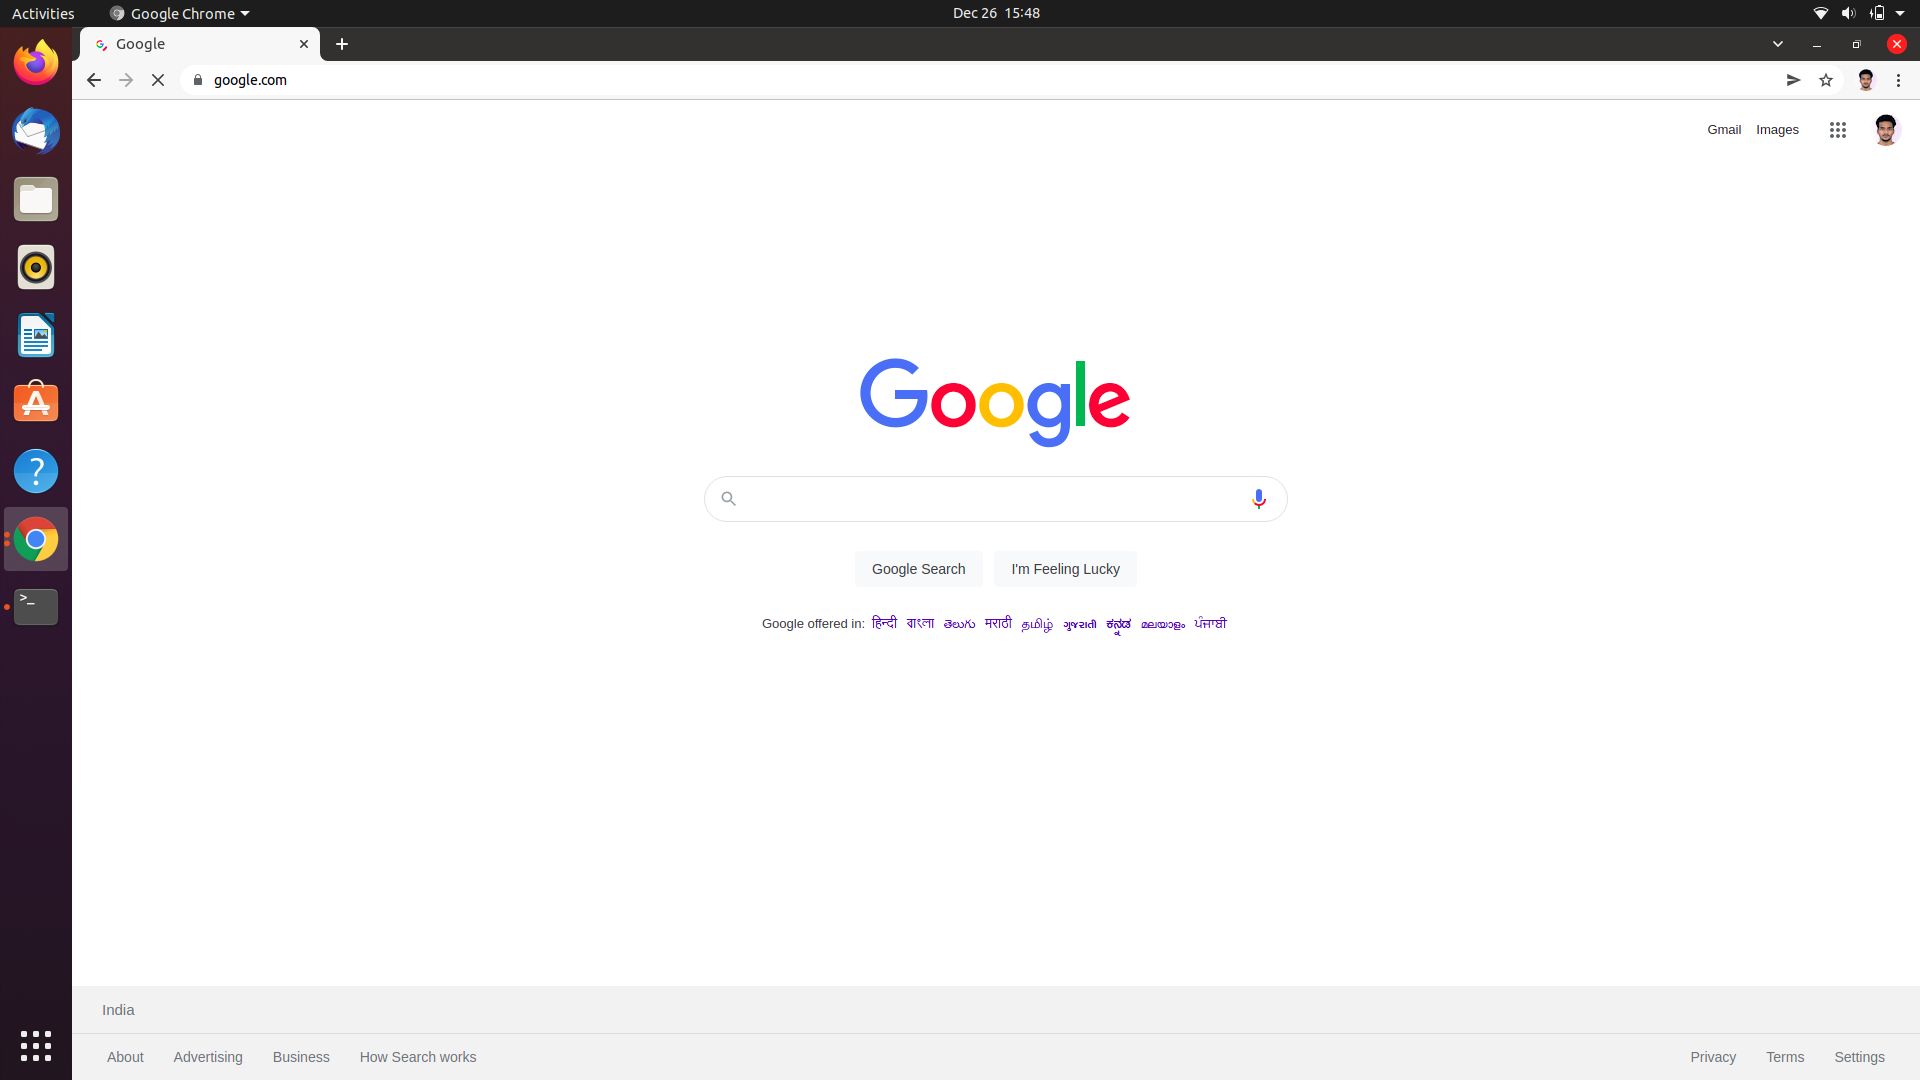 Activities Google Chrome Dec 26 15:48
Google
google.com
Gmail Images
Google
Google Search I'm Feeling Lucky
Google offered in: हिन्दी বাংলা తెలుగు मराठी தமிழ் ગુજરાતી ಕನ್ನಡ മലയാളം ਪੰਜਾਬੀ
India
About Advertising Business How Search works Privacy Terms Settings